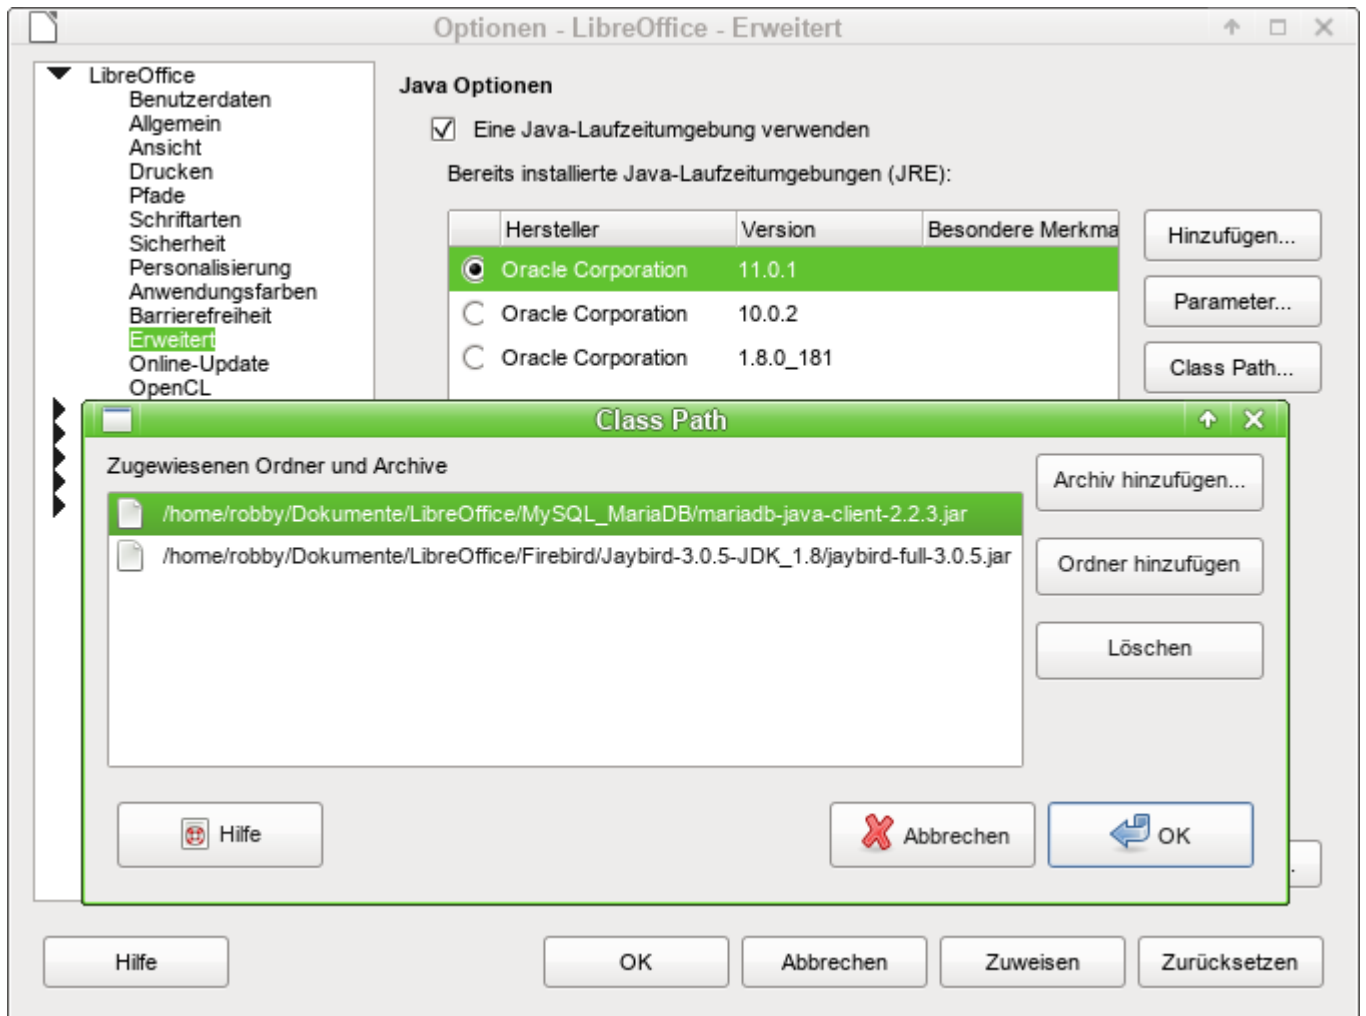 Optionen - LibreOffice - Erweitert
LibreOffice
Benutzerdaten
Allgemein
Ansicht
Drucken
Pfade
Schriftarten
Sicherheit
Personalisierung
Anwendungsfarben
Barrierefreiheit
Erweitert
Online-Update
OpenCL
Java Optionen
Eine Java-Laufzeitumgebung verwenden
Bereits installierte Java-Laufzeitumgebungen (JRE):
Hersteller Version Besondere Merkma
Oracle Corporation 11.0.1
Oracle Corporation 10.0.2
Oracle Corporation 1.8.0_181
Hinzufügen...
Parameter...
Class Path...
Class Path
Zugewiesenen Ordner und Archive
/home/robby/Dokumente/LibreOffice/MySQL_MariaDB/mariadb-java-client-2.2.3.jar
/home/robby/Dokumente/LibreOffice/Firebird/Jaybird-3.0.5-JDK_1.8/jaybird-full-3.0.5.jar
Archiv hinzufügen...
Ordner hinzufügen
Löschen
Hilfe Abbrechen OK
Hilfe OK Abbrechen Zuweisen Zurücksetzen